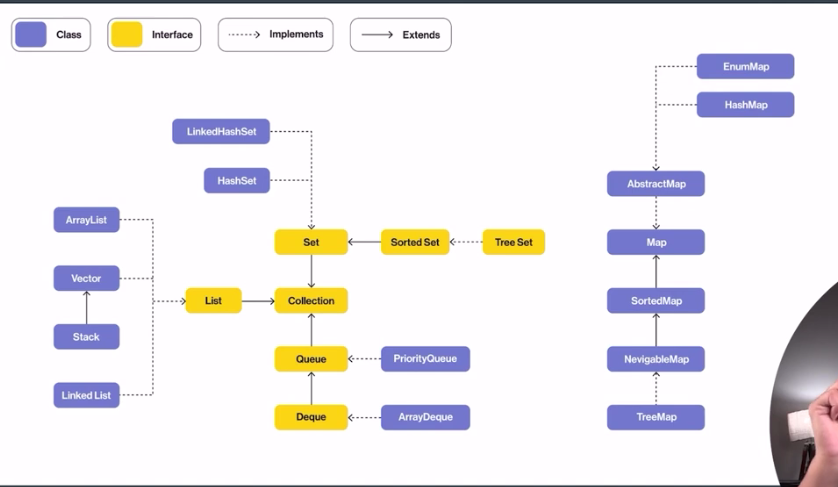 Class
Interface
Implements
Extends
EnumMap
HashMap
LinkedHashSet
HashSet
AbstractMap
ArrayList
Set
Sorted Set
Tree Set
Map
Vector
List
Collection
SortedMap
Stack
Queue
PriorityQueue
NevigableMap
Linked List
Deque
ArrayDeque
TreeMap